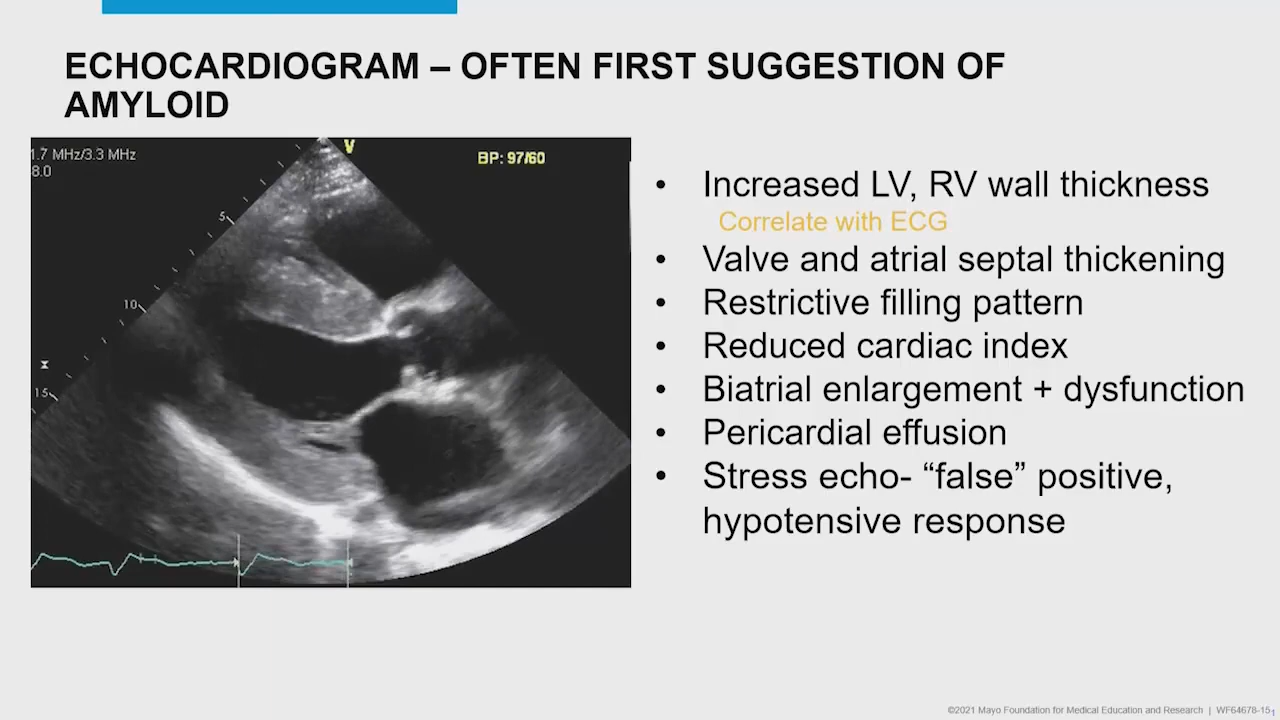 ECHOCARDIOGRAM – OFTEN FIRST SUGGESTION OF
AMYLOID
1.7 MHz/3.3 MHz
8.0
V
BP: 97/60
5
10
15
• Increased LV, RV wall thickness
Correlate with ECG
• Valve and atrial septal thickening
• Restrictive filling pattern
• Reduced cardiac index
• Biatrial enlargement + dysfunction
• Pericardial effusion
• Stress echo- “false” positive,
hypotensive response
©2021 Mayo Foundation for Medical Education and Research | WF64678-15